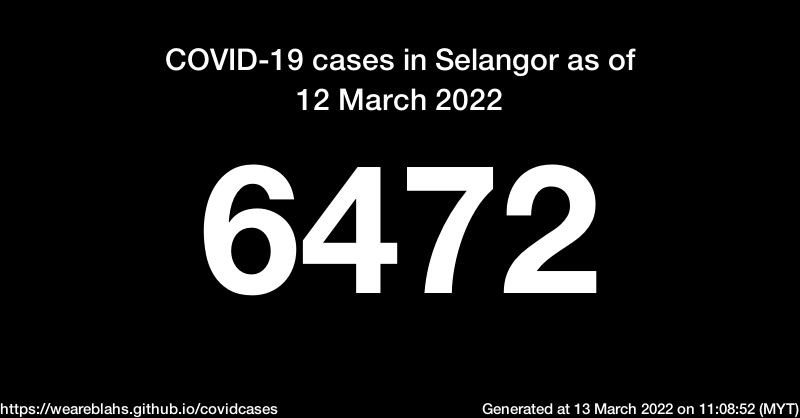 COVID-19 cases in Selangor as of
12 March 2022
6472
https://weareblahs.github.io/covidcases
Generated at 13 March 2022 on 11:08:52 (MYT)